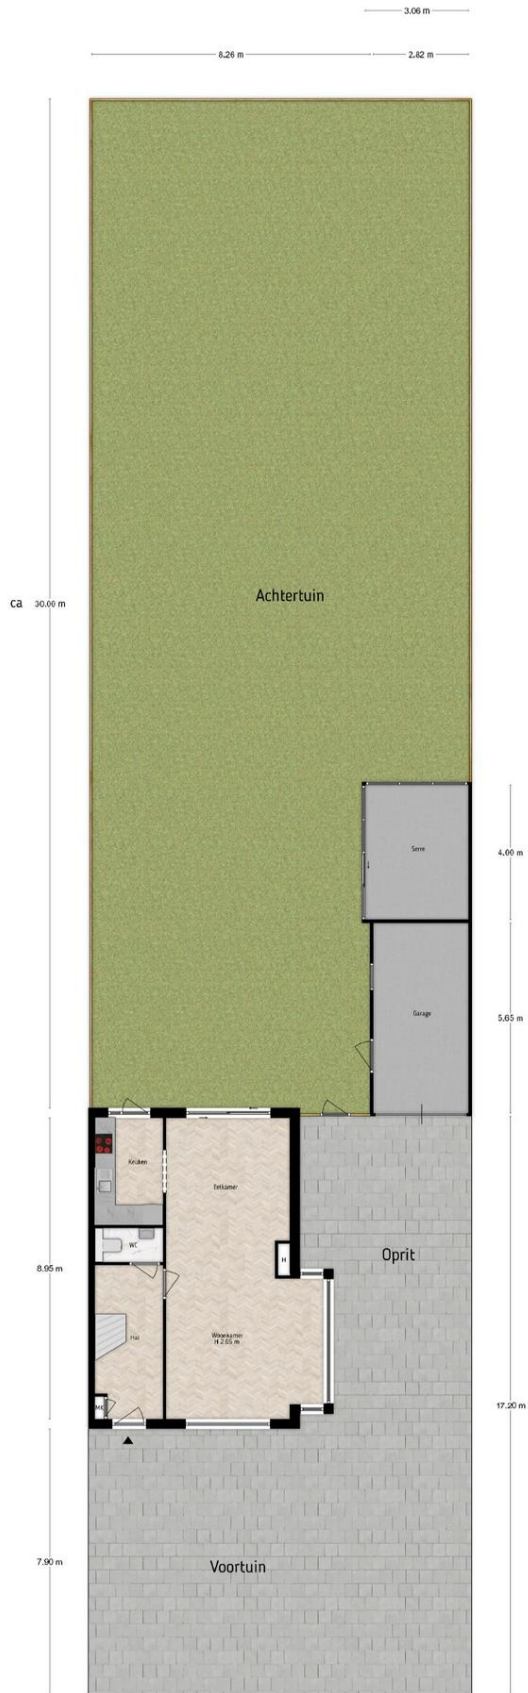 3.06 m
8.26 m 2.82 m
Achtertuin
ca 30.00 m
Serre
4.00 m
Garage
5.65 m
Keuken
Eetkamer
WC
H
Oprit
8.95 m
Woonkamer
H 2.65 m
Hal
MK
17.20 m
7.90 m
Voortuin